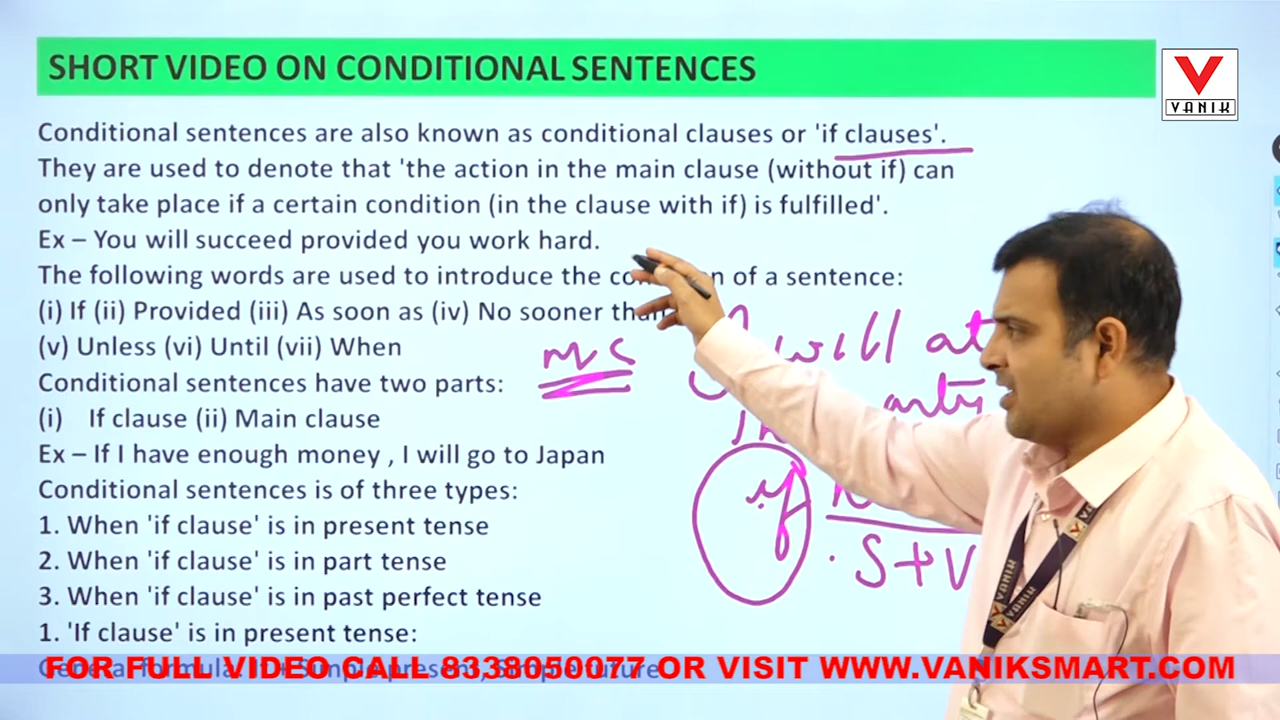 SHORT VIDEO ON CONDITIONAL SENTENCES
VANIK
Conditional sentences are also known as conditional clauses or 'if clauses'.
They are used to denote that 'the action in the main clause (without if) can
only take place if a certain condition (in the clause with if) is fulfilled'.
Ex – You will succeed provided you work hard.
The following words are used to introduce the of a sentence:
(i) If (ii) Provided (iii) As soon as (iv) No sooner than
(v) Unless (vi) Until (vii) When
MC
will at
Conditional sentences have two parts:
(i) If clause (ii) Main clause
Ex – If I have enough money , I will go to Japan
if
Conditional sentences is of three types:
1. When 'if clause' is in present tense
2. When 'if clause' is in part tense
S+V
3. When 'if clause' is in past perfect tense
1. 'If clause' is in present tense:
FOR FULL VIDEO CALL 8338050077 OR VISIT WWW.VANIKSMART.COM
VANIK